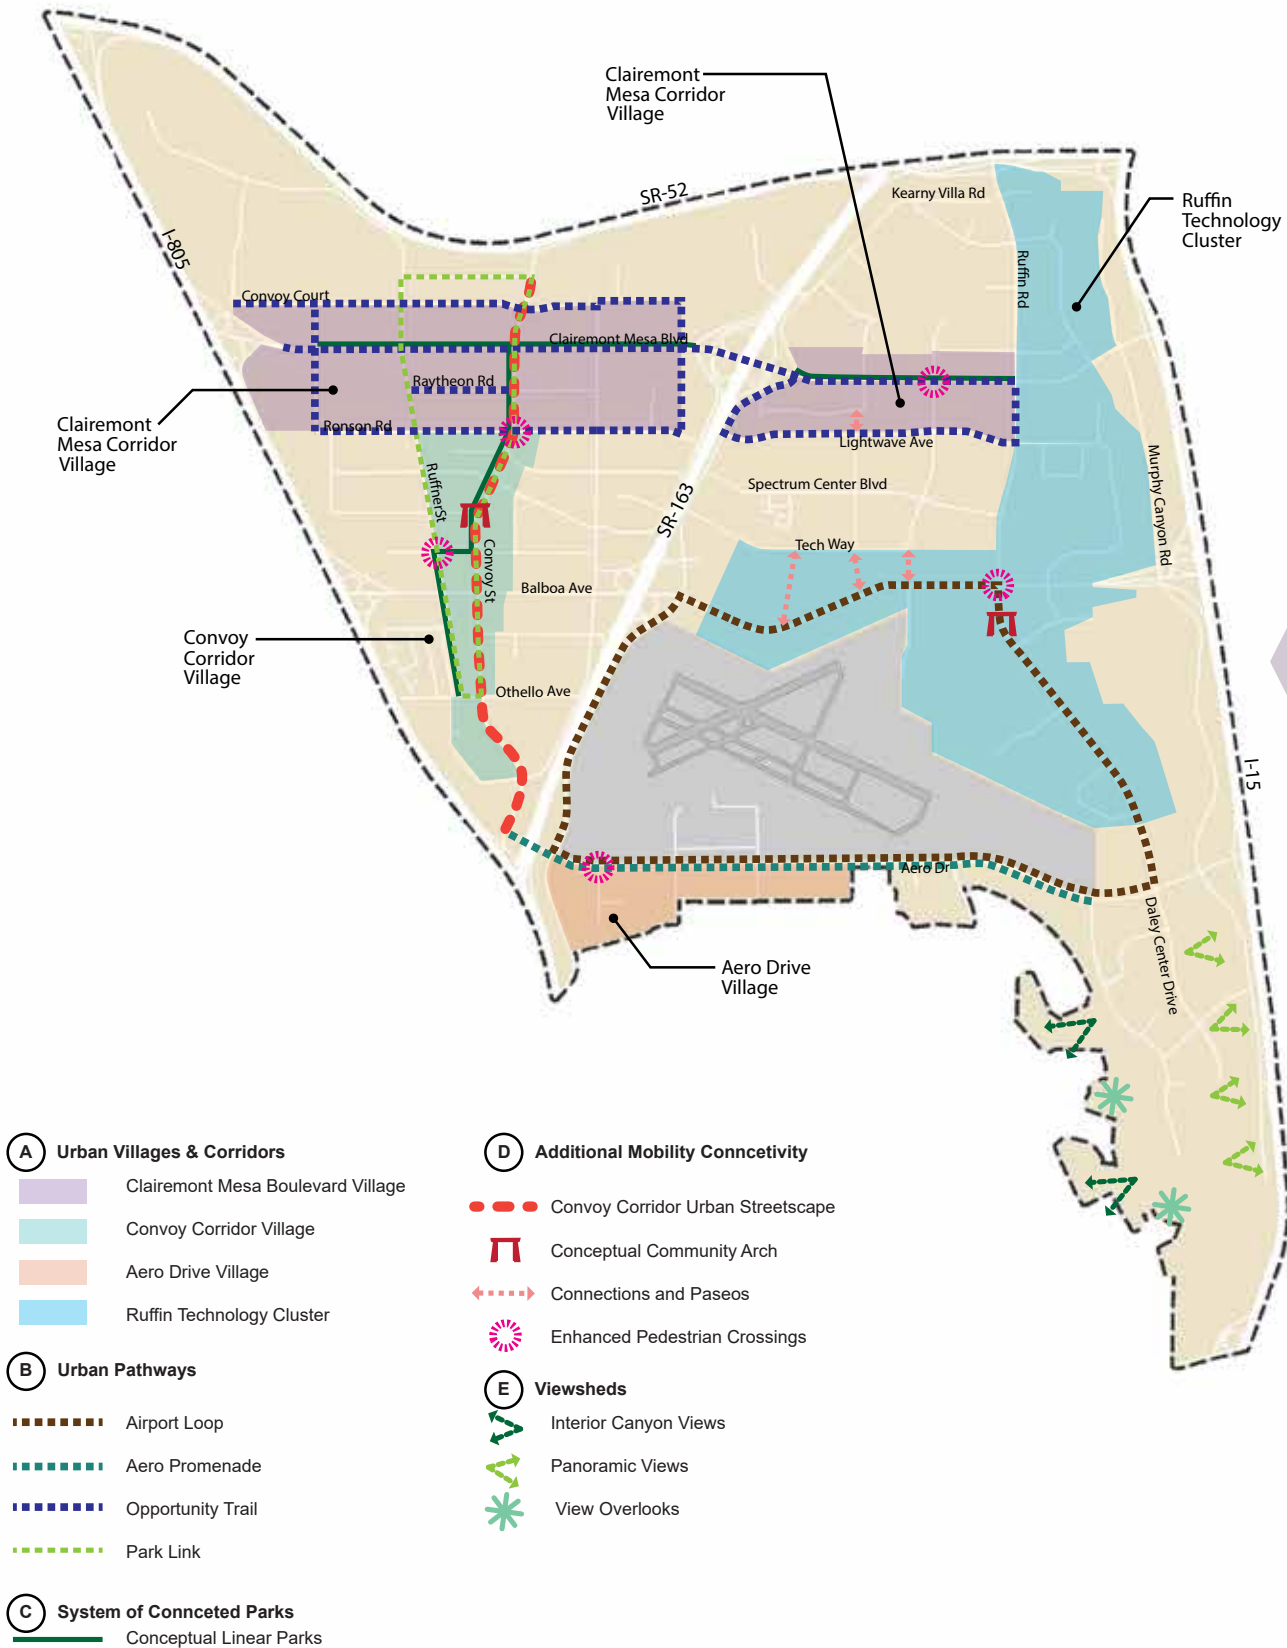 Clairemont
Mesa Corridor
Village
SR-52
Kearny Villa Rd
Ruffin
Technology
Cluster
I-805
Ruffin Rd
Convoy Court
Clairemont Mesa Blvd
Raytheon Rd
Ronson Rd
Clairemont
Mesa Corridor
Village
Lightwave Ave
Spectrum Center Blvd
Murphy Canyon Rd
RuffnerSt
SR-163
Tech Way
Convoy St
Balboa Ave
Convoy
Corridor
Village
Othello Ave
I-15
Aero Dr
Daley Center Drive
Aero Drive
Village
A Urban Villages & Corridors
Clairemont Mesa Boulevard Village
Convoy Corridor Village
Aero Drive Village
Ruffin Technology Cluster
B Urban Pathways
Airport Loop
Aero Promenade
Opportunity Trail
Park Link
C System of Connceted Parks
Conceptual Linear Parks
D Additional Mobility Conncetivity
Convoy Corridor Urban Streetscape
Conceptual Community Arch
Connections and Paseos
Enhanced Pedestrian Crossings
E Viewsheds
Interior Canyon Views
Panoramic Views
View Overlooks